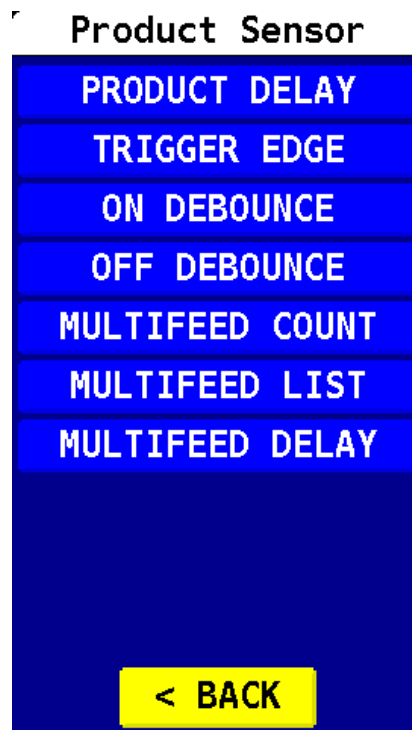 Product Sensor
PRODUCT DELAY
TRIGGER EDGE
ON DEBOUNCE
OFF DEBOUNCE
MULTIFEED COUNT
MULTIFEED LIST
MULTIFEED DELAY
< BACK